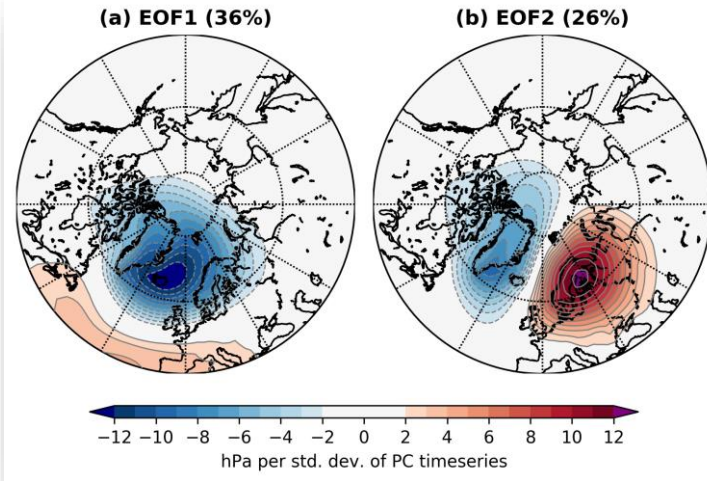 (a) EOF1 (36%)
(b) EOF2 (26%)
−12 −10 −8 −6 −4 −2 0 2 4 6 8 10 12
hPa per std. dev. of PC timeseries